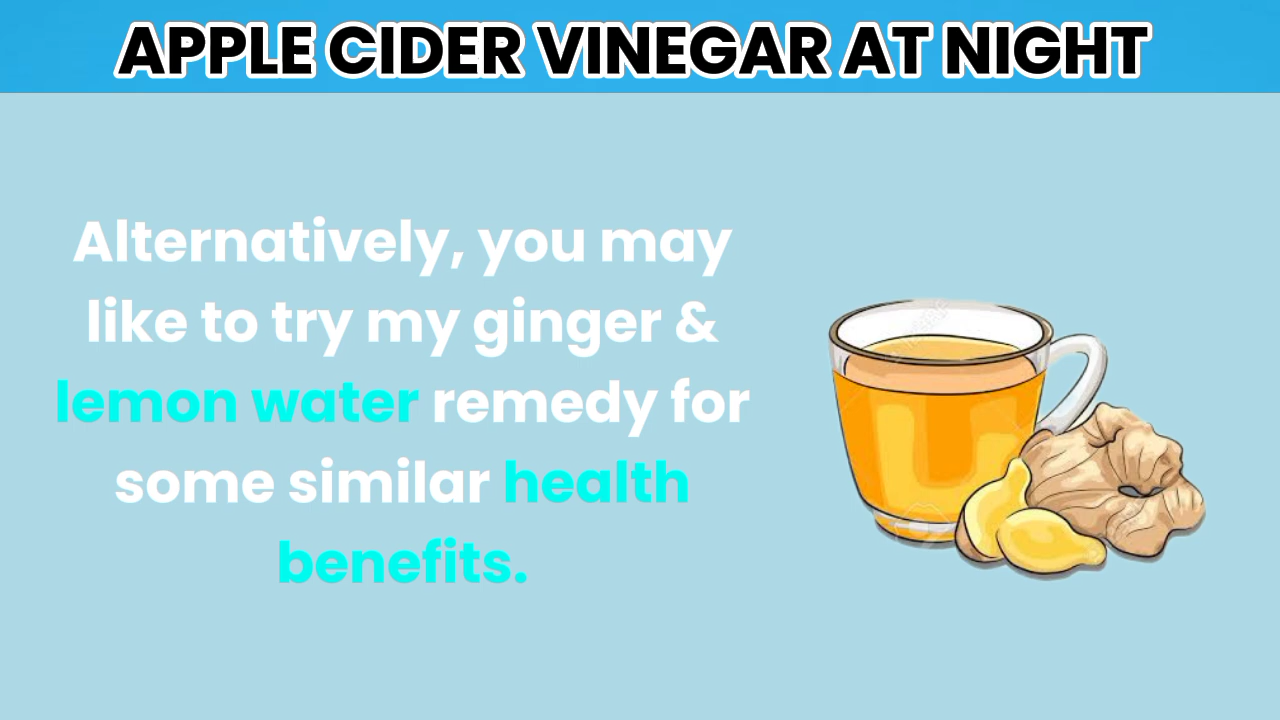 APPLE CIDER VINEGAR AT NIGHT
Alternatively, you may
like to try my ginger &
lemon water remedy for
some similar health
benefits.